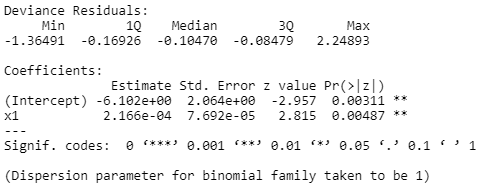 Deviance Residuals:
Min 1Q Median 3Q Max
-1.36491 -0.16926 -0.10470 -0.08479 2.24893
Coefficients:
Estimate Std. Error z value Pr(>|z|)
(Intercept) -6.102e+00 2.064e+00 -2.957 0.00311 **
x1 2.166e-04 7.692e-05 2.815 0.00487 **
---
Signif. codes: 0 ‘***’ 0.001 ‘**’ 0.01 ‘*’ 0.05 ‘.’ 0.1 ‘ ’ 1
(Dispersion parameter for binomial family taken to be 1)